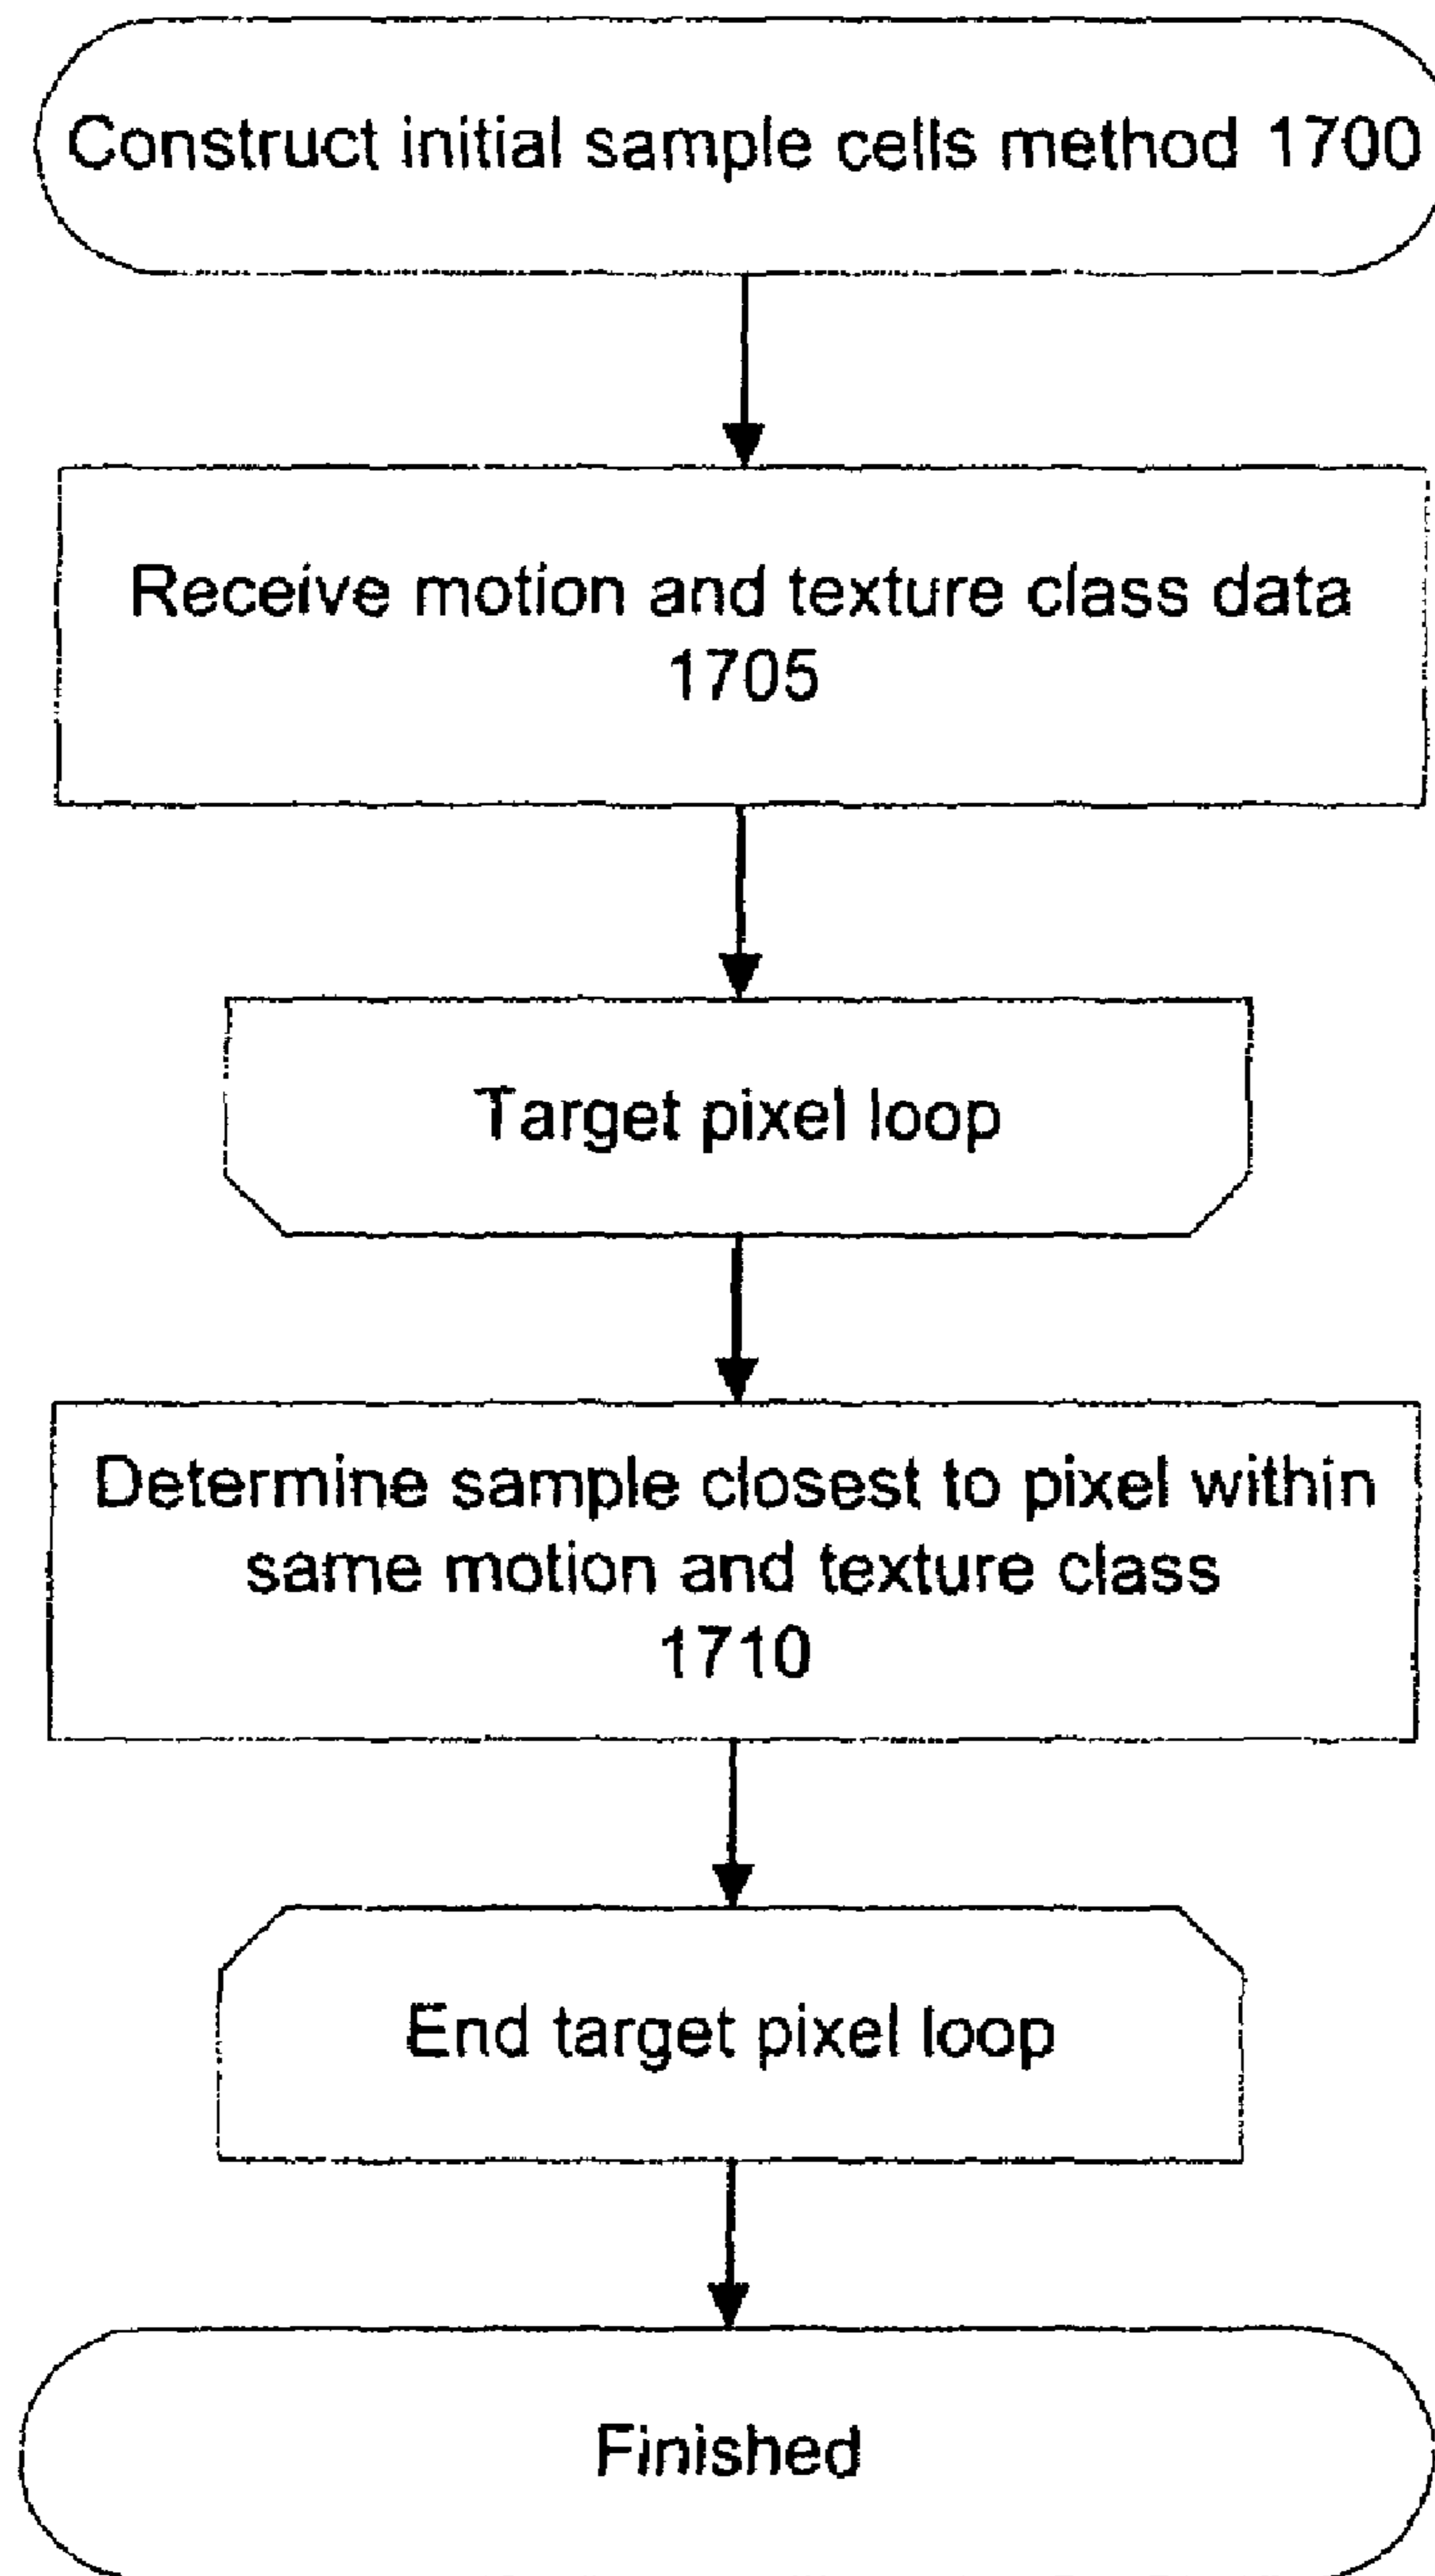 Construct initial sample cells method 1700
Receive motion and texture class data
1705
Target pixel loop
Determine sample closest to pixel within
same motion and texture class
1710
End target pixel loop
Finished